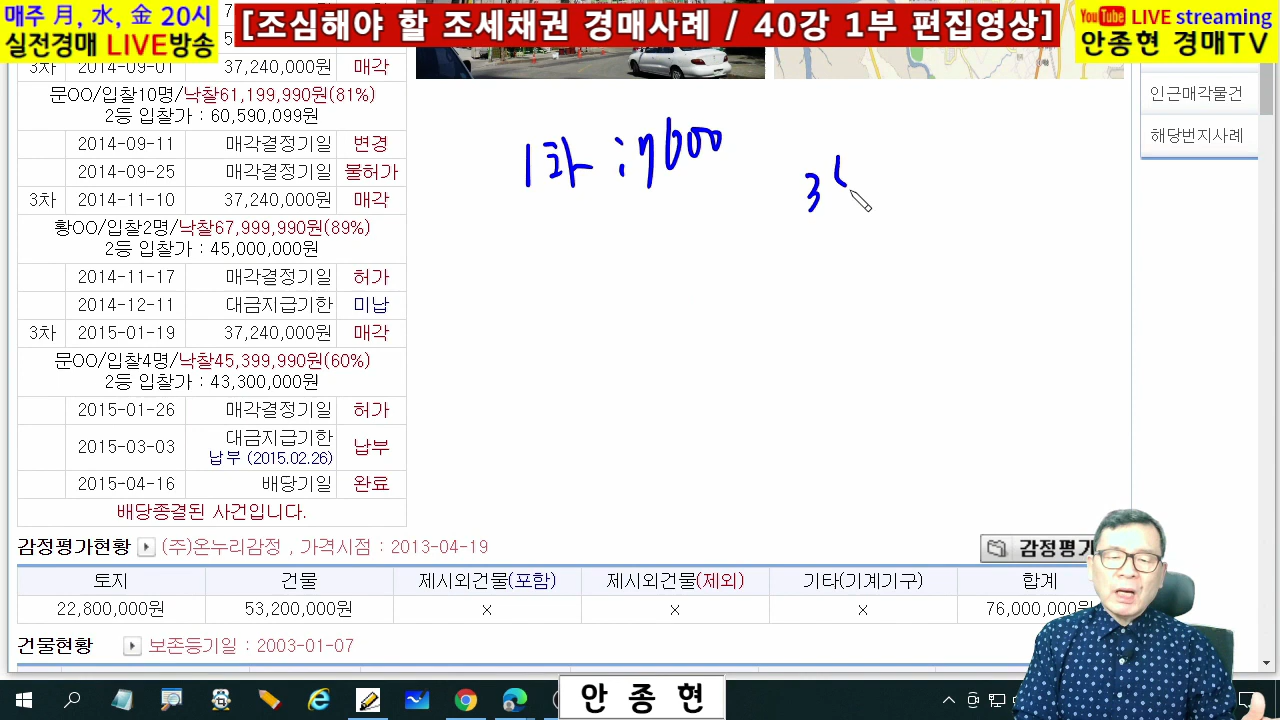 매주 月, 水, 金 20시
실전경매 LIVE방송
[조심해야 할 조세채권 경매사례 / 40강 1부 편집영상]
YouTube LIVE streaming
안종현 경매TV
3차 2014-09-01 37,240,000원 매각
문OO/입찰10명/낙찰61,199,990원(81%)
2등 입찰가 : 60,590,099원
2014-09-11 매각결정기일 변경
2014-09-25 매각결정기일 불허가
3차 2014-11-10 37,240,000원 매각
황OO/입찰2명/낙찰67,999,990원(89%)
2등 입찰가 : 45,000,000원
2014-11-17 매각결정기일 허가
2014-12-11 대금지급기한 미납
3차 2015-01-19 37,240,000원 매각
문OO/입찰4명/낙찰45,399,990원(60%)
2등 입찰가 : 43,300,000원
2015-01-26 매각결정기일 허가
2015-03-03 대금지급기한 납부
납부 (2015.02.26)
2015-04-16 배당기일 완료
배당종결된 사건입니다.
1차 : 7600
3
인근매각물건
해당번지사례
감정평가현황 (주)온누리감정 , 가격시점 : 2013-04-19
감정평가
토지 건물 제시외건물(포함) 제시외건물(제외) 기타(기계기구) 합계
22,800,000원 53,200,000원 x x x 76,000,000원
건물현황 보존등기일 : 2003-01-07
안 종 현